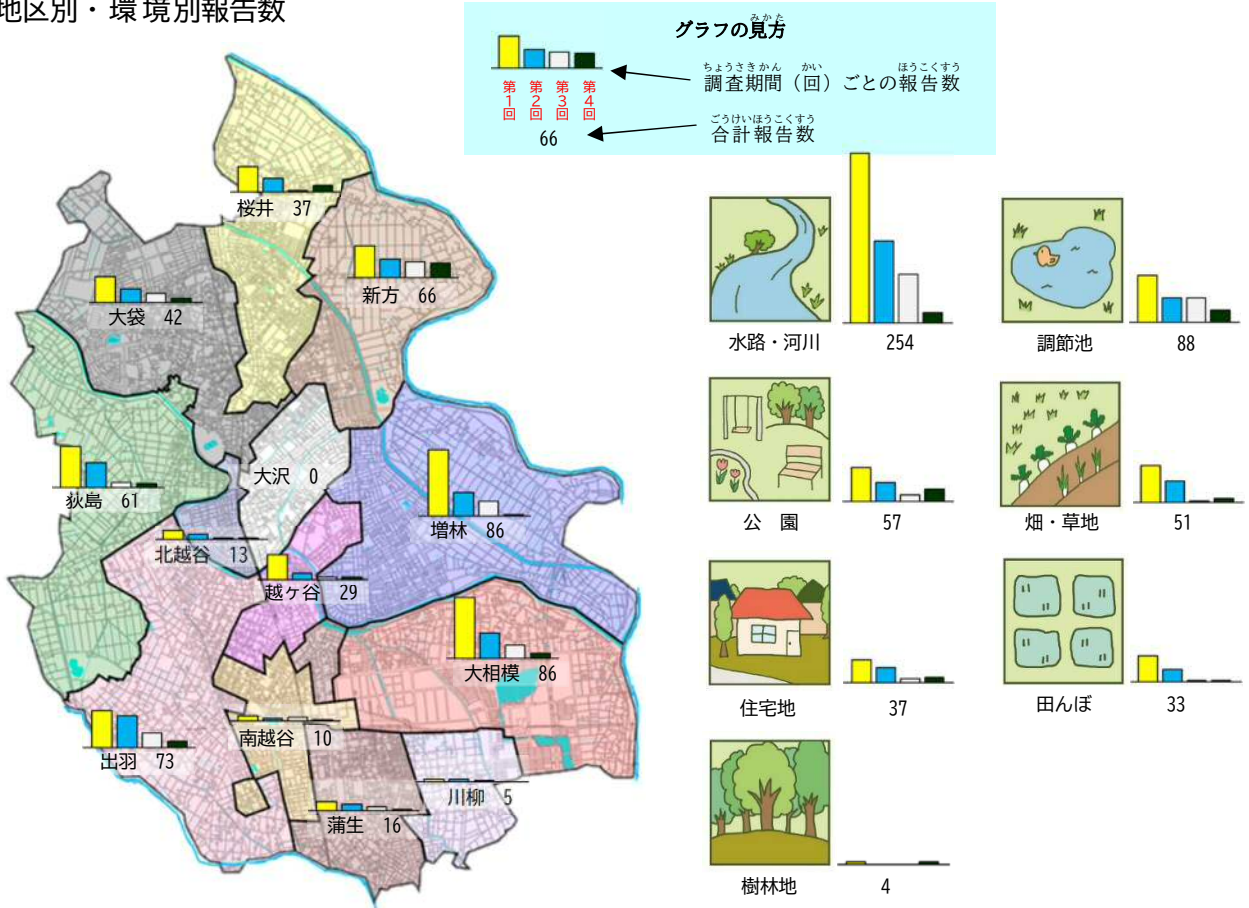 地区別・環境別報告数
グラフの見方
みかた
ちょうさきかん かい ほうこくすう
調査期間（回）ごとの報告数
第1回 第2回 第3回 第4回
ごうけいほうこくすう
合計報告数
66
桜井 37
新方 66
大袋 42
大沢 0
荻島 61
増林 86
北越谷 13
越ヶ谷 29
大相模 86
南越谷 10
出羽 73
川柳 5
蒲生 16
水路・河川 254
調節池 88
公 園 57
畑・草地 51
住宅地 37
田んぼ 33
樹林地 4